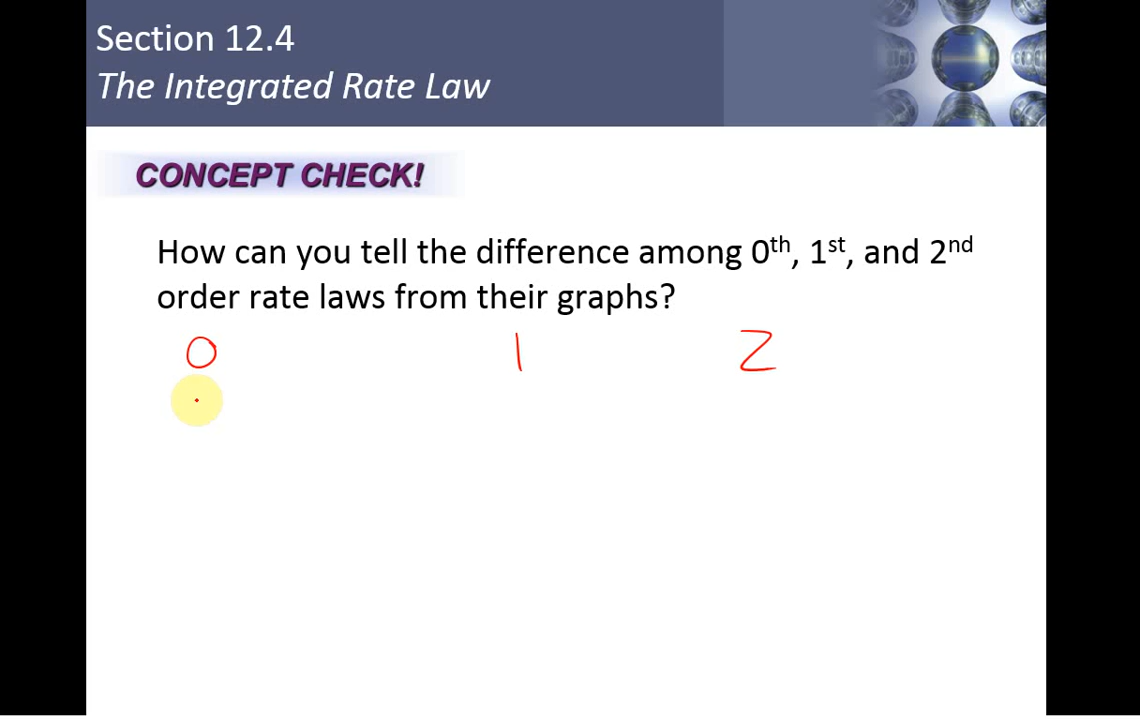 Section 12.4
The Integrated Rate Law
CONCEPT CHECK!
How can you tell the difference among 0th, 1st, and 2nd
order rate laws from their graphs?
0 1 2